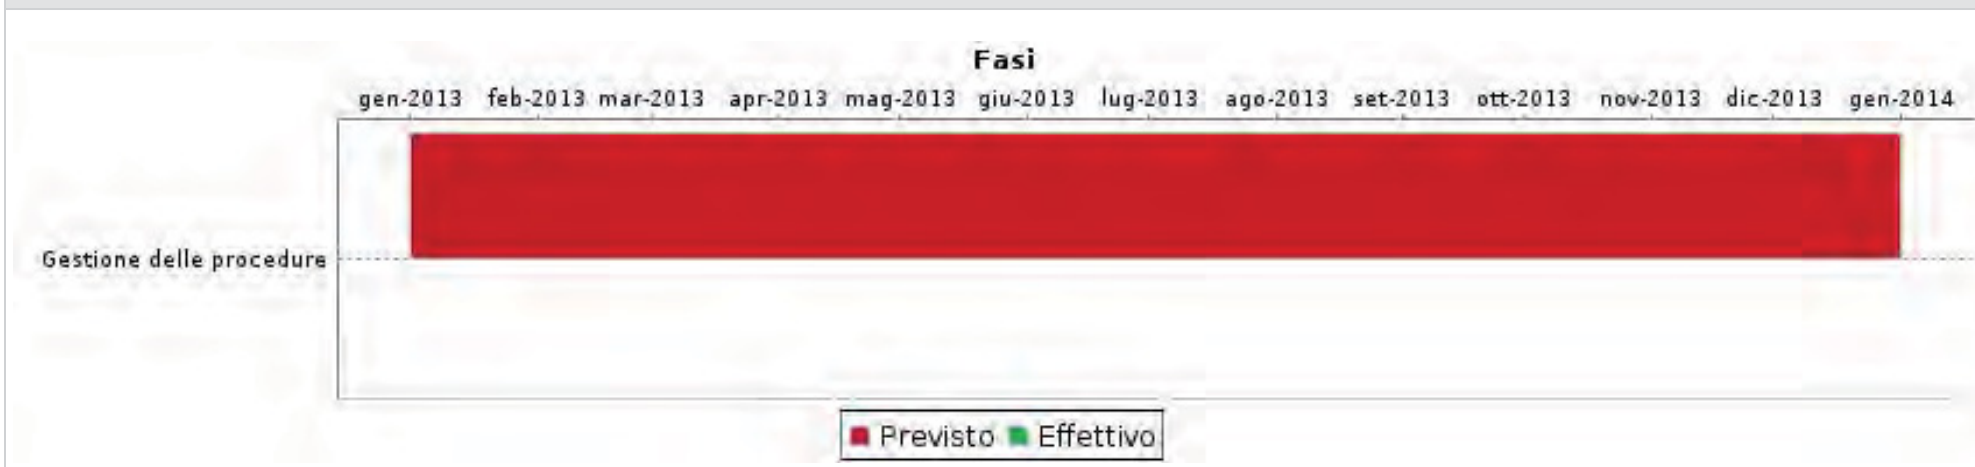 Fasi
gen-2013 feb-2013 mar-2013 apr-2013 mag-2013 giu-2013 lug-2013 ago-2013 set-2013 ott-2013 nov-2013 dic-2013 gen-2014
Gestione delle procedure
Previsto Effettivo